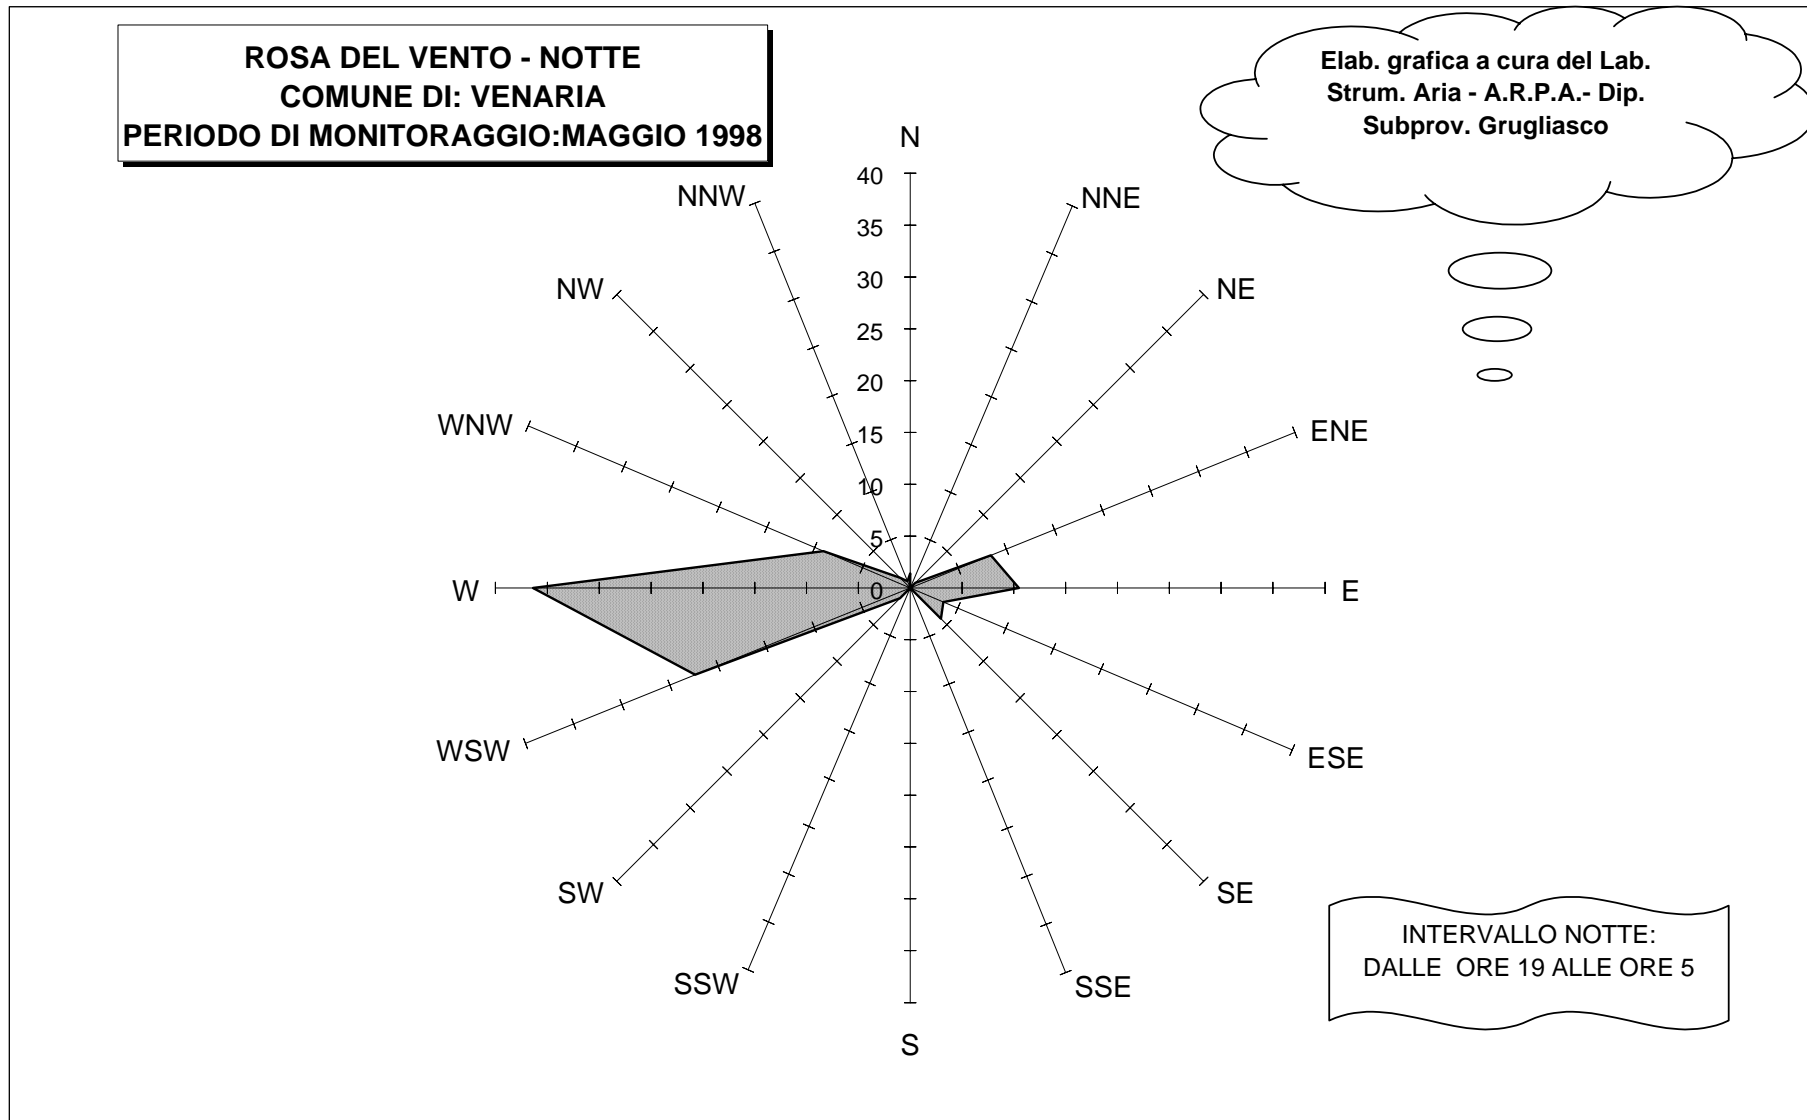 ROSA DEL VENTO - NOTTE
COMUNE DI: VENARIA
PERIODO DI MONITORAGGIO:MAGGIO 1998
Elab. grafica a cura del Lab.
Strum. Aria - A.R.P.A.- Dip.
Subprov. Grugliasco
N
40
NNW
NNE
35
30
NW
NE
25
20
WNW
ENE
15
10
5
W
0
E
WSW
ESE
SW
SE
INTERVALLO NOTTE:
DALLE  ORE 19 ALLE ORE 5
SSW
SSE
S